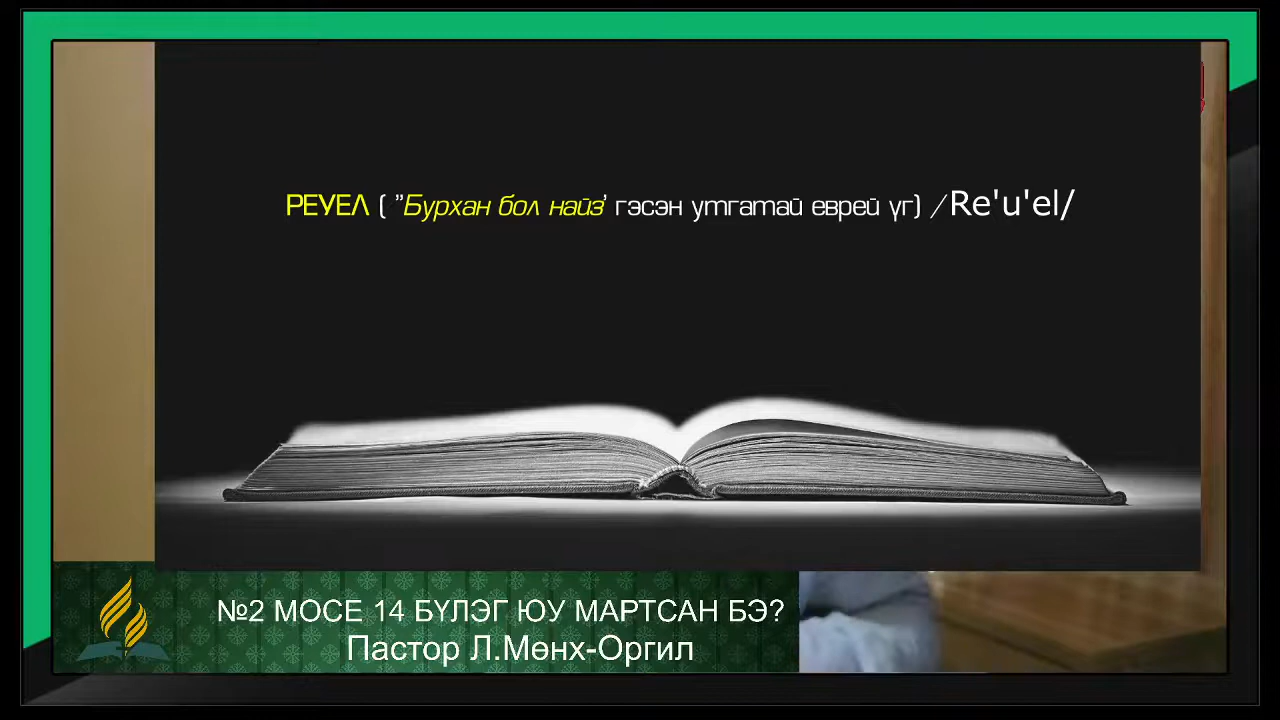 РЕУЕЛ ( ”Бурхан бол найз' гэсэн утгатай еврей үг) /Re'u'el/
№2 МОСЕ 14 БҮЛЭГ ЮУ МАРТСАН БЭ?
Пастор Л.Мөнх-Оргил